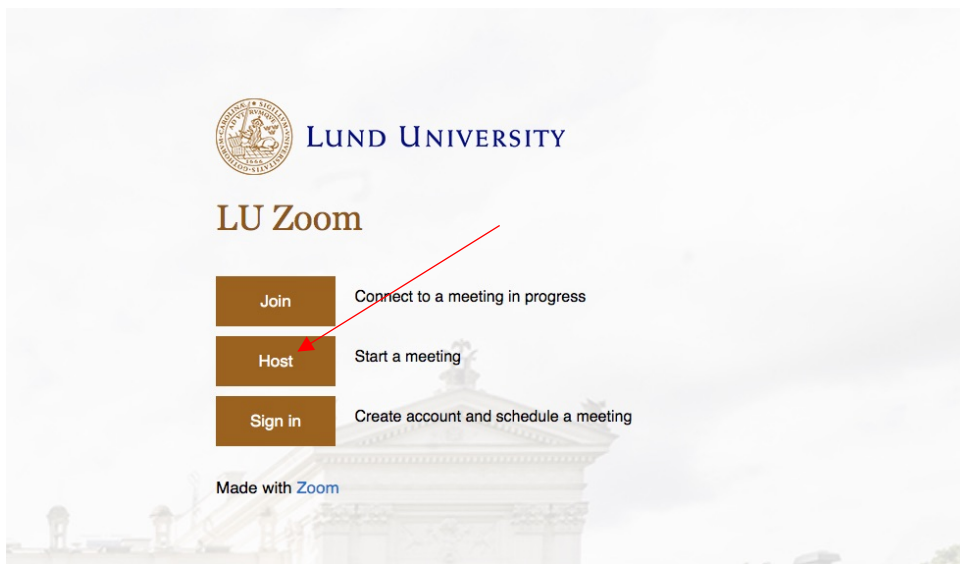 LUND UNIVERSITY
LU Zoom
Join Connect to a meeting in progress
Host Start a meeting
Sign in Create account and schedule a meeting
Made with Zoom